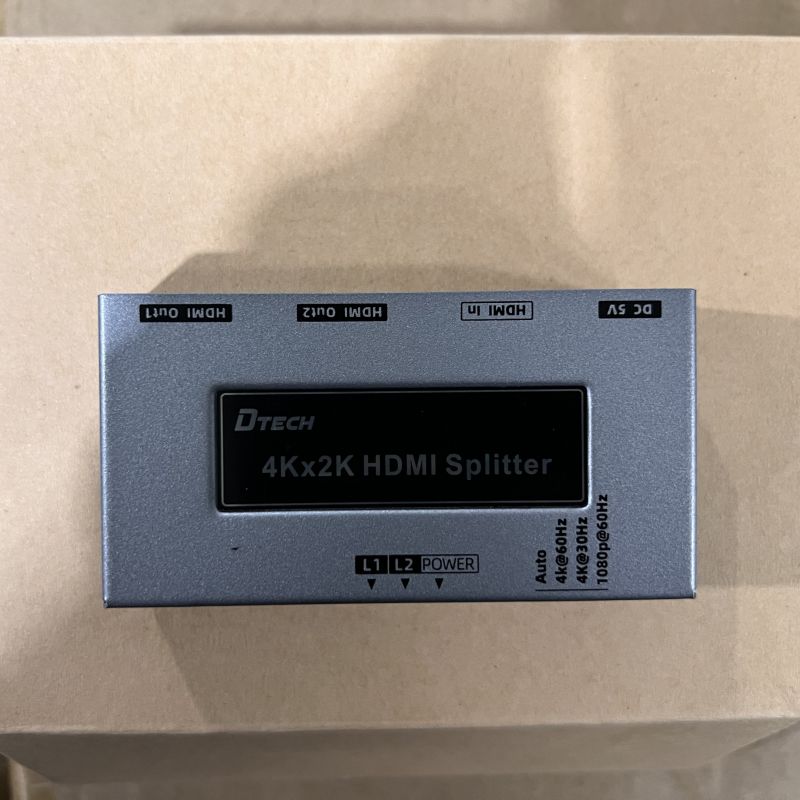 HDMI Out1
HDMI Out2
HDMI In
DC 5V
DTECH
4Kx2K HDMI Splitter
L1 L2 POWER
Auto
4k@60Hz
4K@30Hz
1080p@60Hz